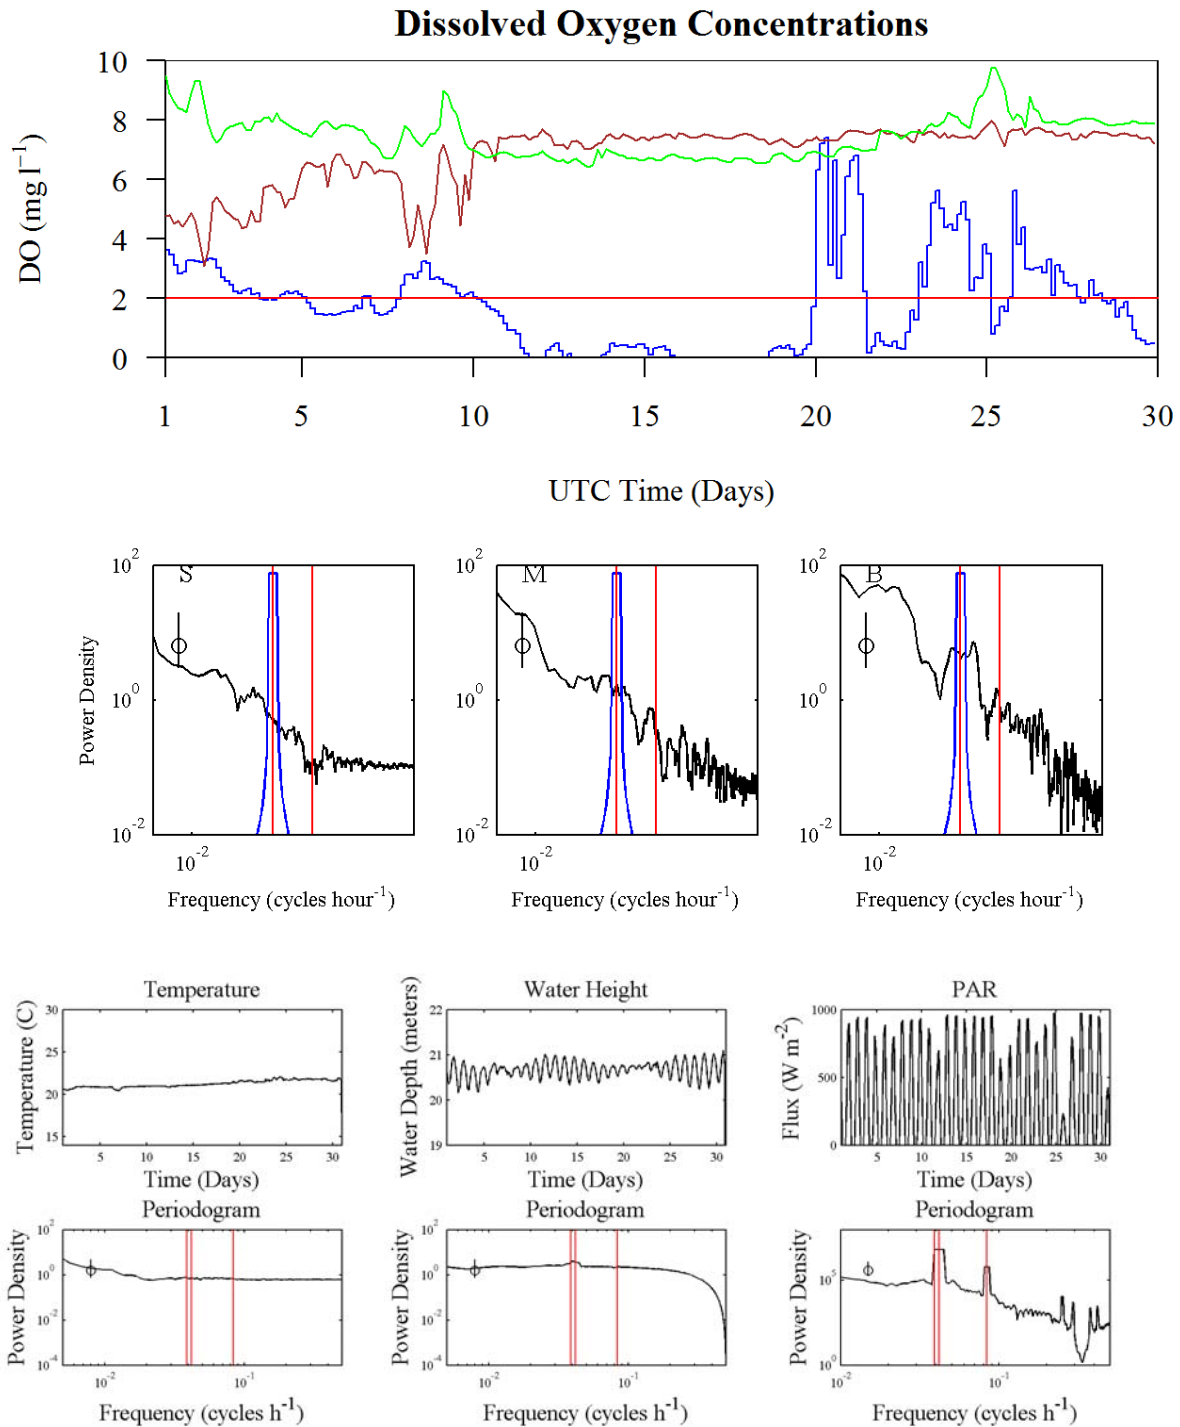 Dissolved Oxygen Concentrations
DO (mg l⁻¹)
10
8
6
4
2
0
1 5 10 15 20 25 30
UTC Time (Days)
Power Density
10² 10² 10²
S M B
10⁰ 10⁰ 10⁰
10⁻² 10⁻² 10⁻²
10⁻² 10⁻² 10⁻²
Frequency (cycles hour⁻¹) Frequency (cycles hour⁻¹) Frequency (cycles hour⁻¹)
Temperature Water Height PAR
Temperature (C)
30
25
20
15
5 10 15 20 25 30
Time (Days)
Water Depth (meters)
22
21
20
19
5 10 15 20 25 30
Time (Days)
Flux (W m⁻²)
1000
500
0
5 10 15 20 25 30
Time (Days)
Periodogram Periodogram Periodogram
Power Density
10²
10⁰
10⁻²
10⁻⁴
10⁻² 10⁻¹
Frequency (cycles h⁻¹)
Power Density
10²
10⁰
10⁻²
10⁻⁴
10⁻² 10⁻¹
Frequency (cycles h⁻¹)
Power Density
10⁵
10⁰
10⁻² 10⁻¹
Frequency (cycles h⁻¹)